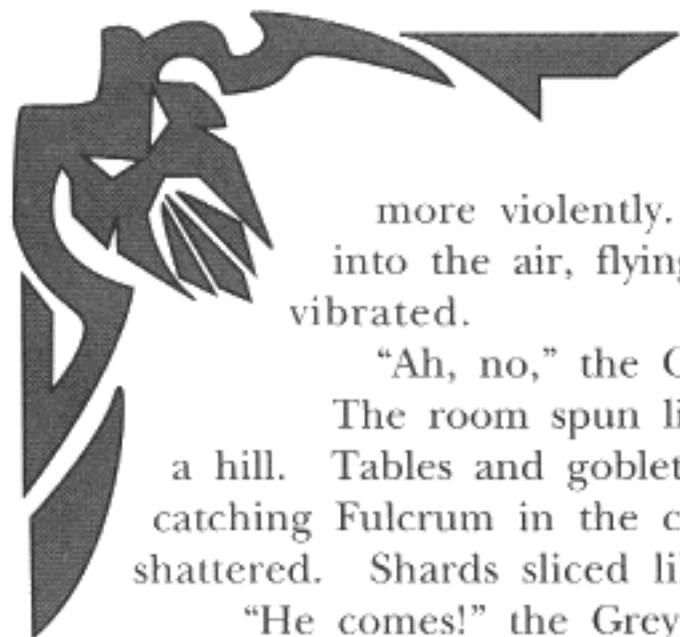 more violently.
into the air, flying
vibrated.
“Ah, no,” the
The room spun
a hill. Tables and
catching Fulcrum in the
shattered. Shards sliced
“He comes!” the Grey